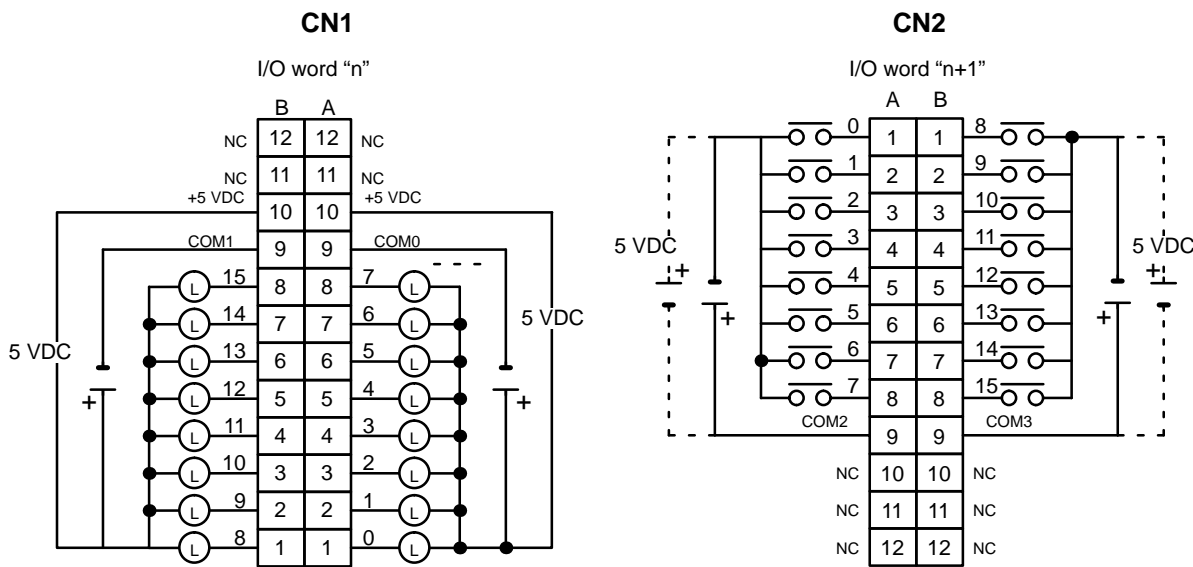 CN1
I/O word “n”
B A
NC 12 12 NC
NC 11 11
+5 VDC 10 10 +5 VDC
COM1 9 9 COM0
L 15 8 8 7 L
L 14 7 7 6 L
L 13 6 6 5 L
L 12 5 5 4 L
L 11 4 4 3 L
L 10 3 3 2 L
L 9 2 2 1 L
L 8 1 1 0 L
5 VDC
+
5 VDC
+
CN2
I/O word “n+1”
A B
0 1 1 8
1 2 2 9
2 3 3 10
3 4 4 11
4 5 5 12
5 6 6 13
6 7 7 14
7 8 8 15
COM2 9 9 COM3
NC 10 10 NC
NC 11 11 NC
NC 12 12 NC
5 VDC
+
+
5 VDC
+
+